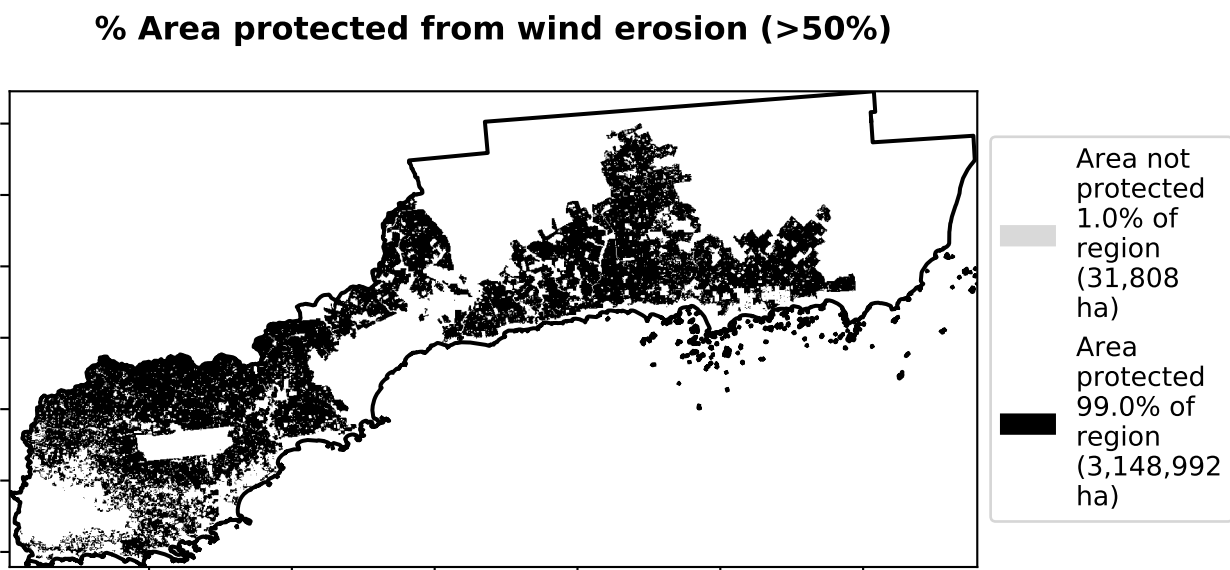 % Area protected from wind erosion (>50%)
Area not
protected
1.0% of
region
(31,808
ha)
Area
protected
99.0% of
region
(3,148,992
ha)